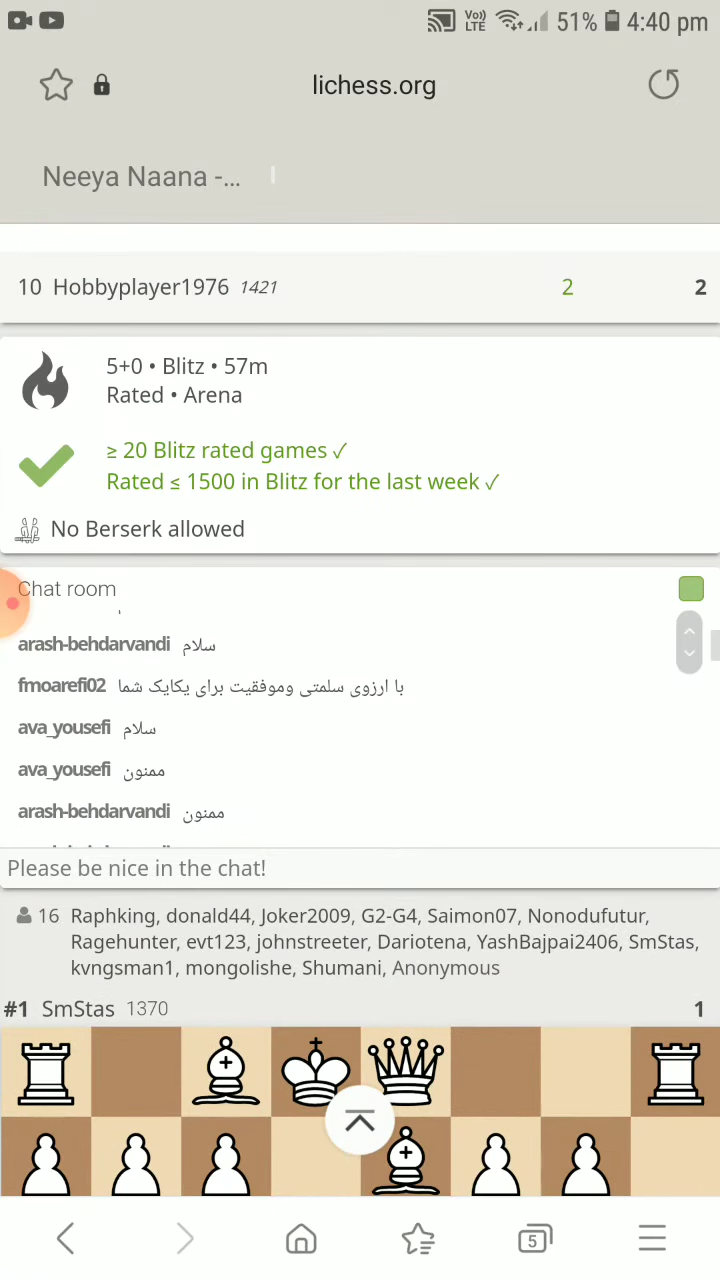 Vo)) LTE 51% 4:40 pm
lichess.org
Neeya Naana -...
10 Hobbyplayer1976 1421 2 2
5+0 • Blitz • 57m
Rated • Arena
≥ 20 Blitz rated games ✓
Rated ≤ 1500 in Blitz for the last week ✓
No Berserk allowed
Chat room
arash-behdarvandi سلام
fmoarefi02 با ارزوی سلمتی وموفقیت برای یکایک شما
ava_yousefi سلام
ava_yousefi ممنون
arash-behdarvandi ممنون
Please be nice in the chat!
16 Raphking, donald44, Joker2009, G2-G4, Saimon07, Nonodufutur,
Ragehunter, evt123, johnstreeter, Dariotena, YashBajpai2406, SmStas,
kvngsman1, mongolishe, Shumani, Anonymous
#1 SmStas 1370 1
5